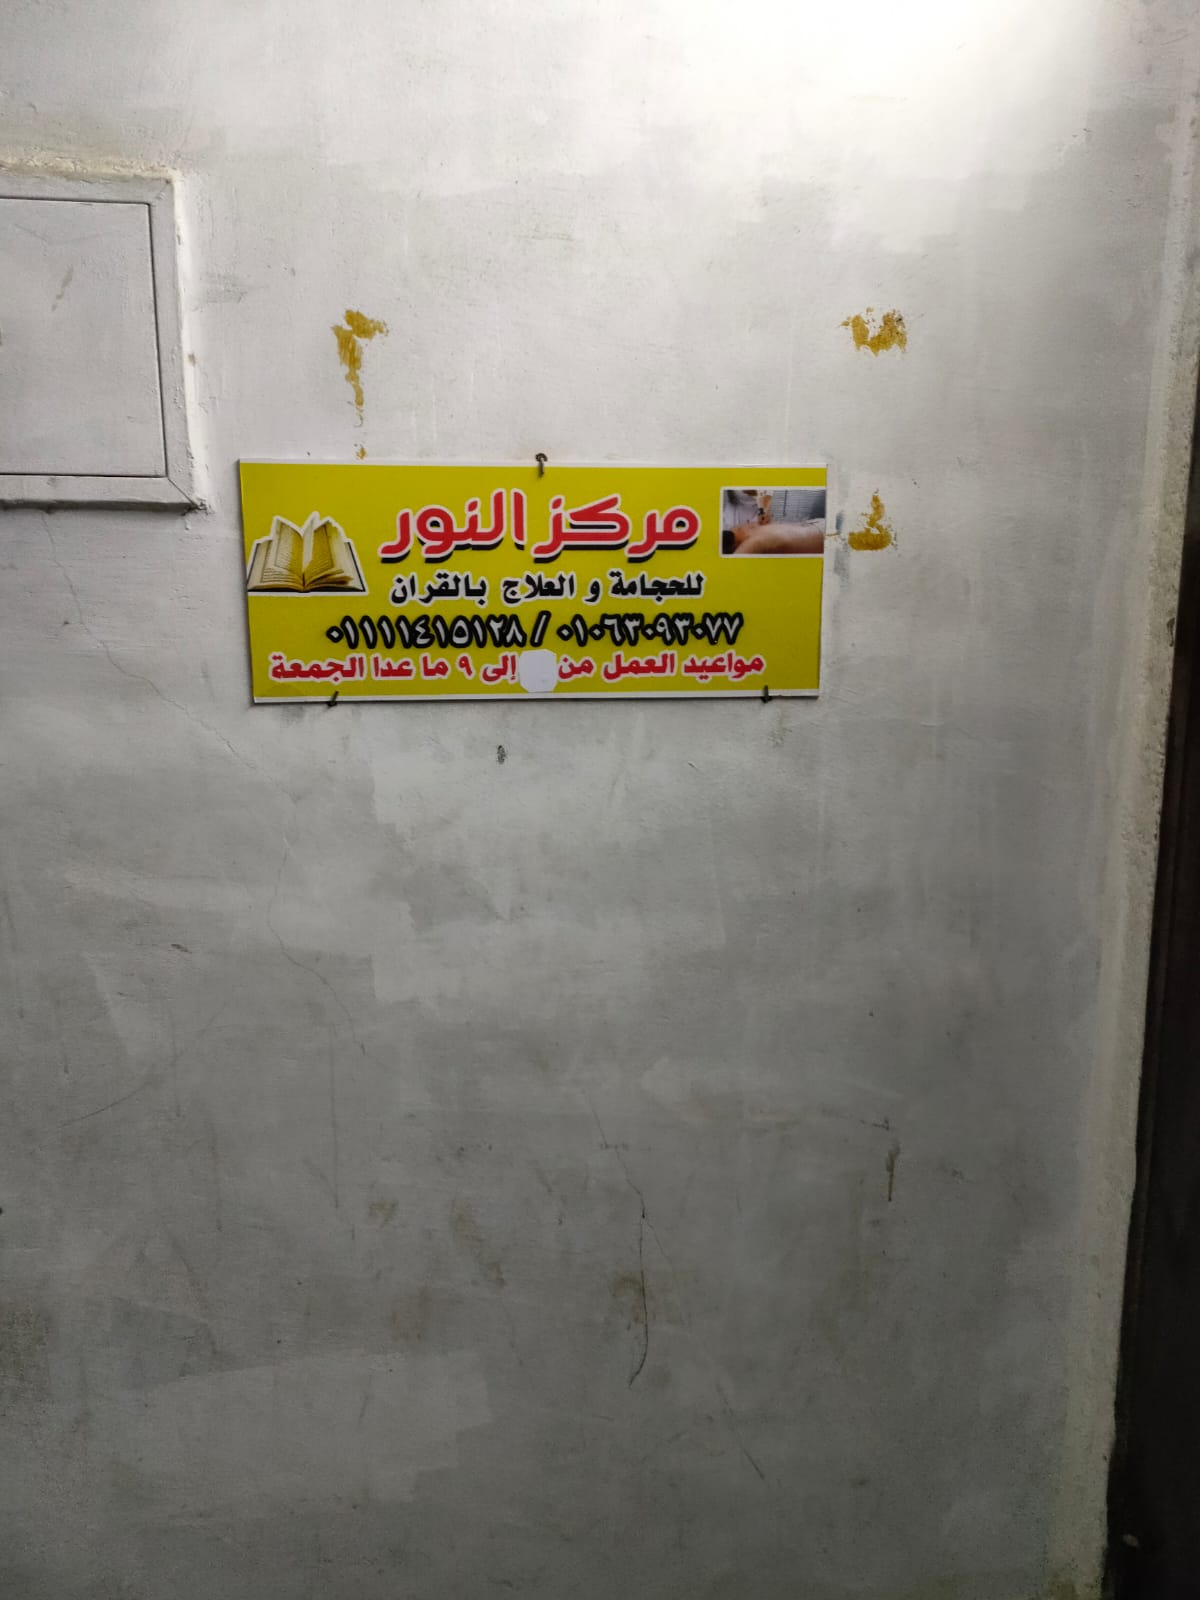 مركز النور
للحجامة و العلاج بالقران
٠١٠٦٣٠٩٣٠٧٧ / ٠١١١١٤١٥١٢٨
مواعيد العمل من إلى ٩ ما عدا الجمعة